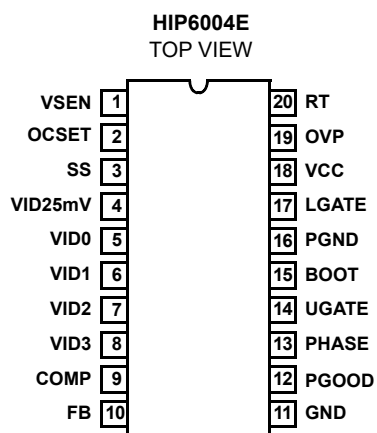 HIP6004E
TOP VIEW
VSEN 1 20 RT
OCSET 2 19 OVP
SS 3 18 VCC
VID25mV 4 17 LGATE
VID0 5 16 PGND
VID1 6 15 BOOT
VID2 7 14 UGATE
VID3 8 13 PHASE
COMP 9 12 PGOOD
FB 10 11 GND